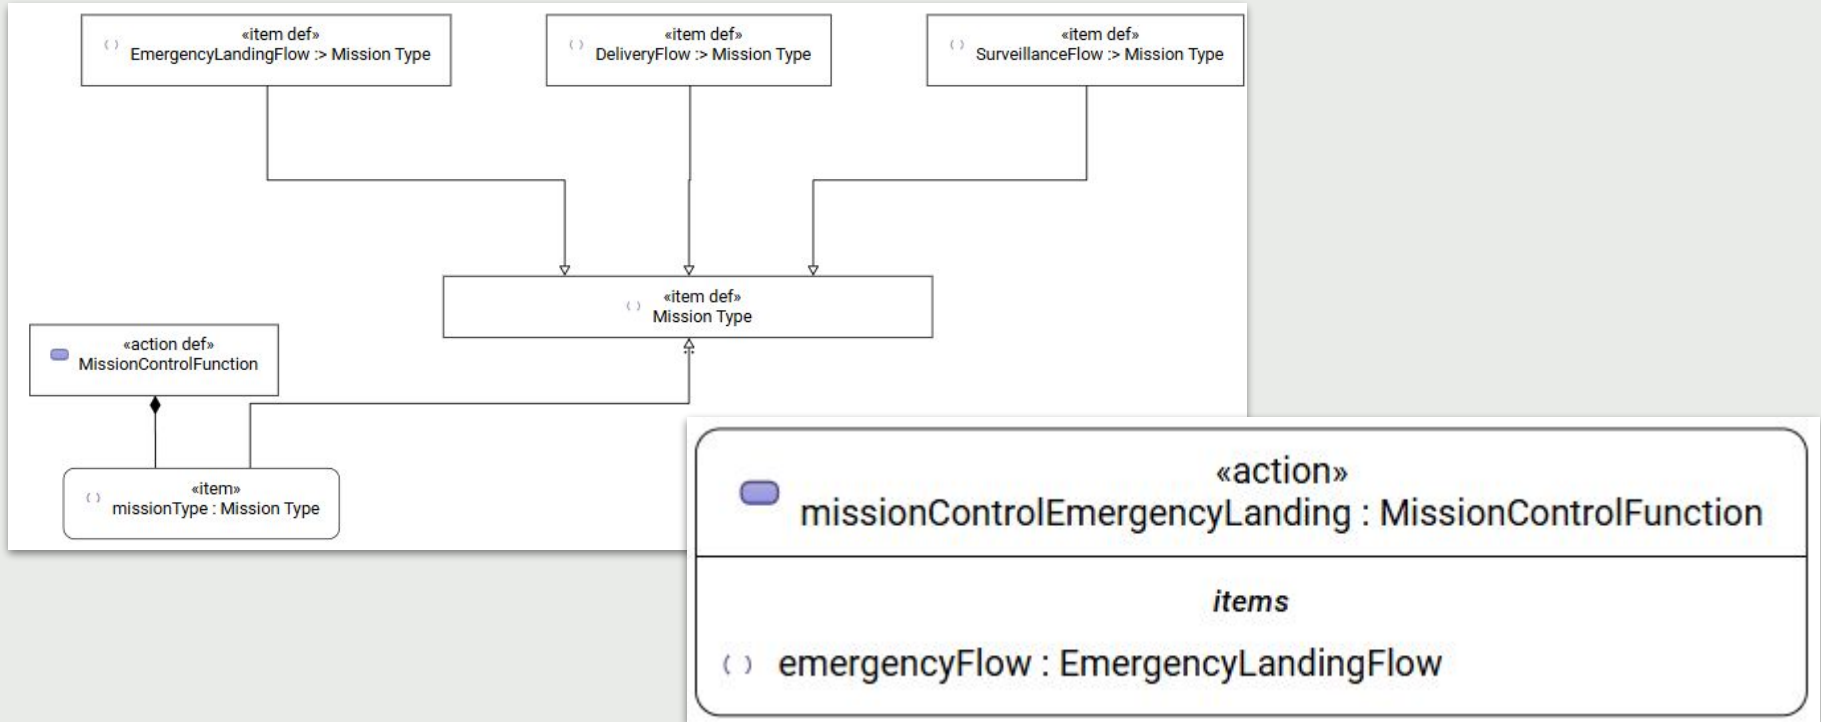 «item def»
EmergencyLandingFlow :> Mission Type
«item def»
DeliveryFlow :> Mission Type
«item def»
SurveillanceFlow :> Mission Type
«item def»
Mission Type
«action def»
MissionControlFunction
«item»
missionType : Mission Type
«action»
missionControlEmergencyLanding : MissionControlFunction
items
emergencyFlow : EmergencyLandingFlow